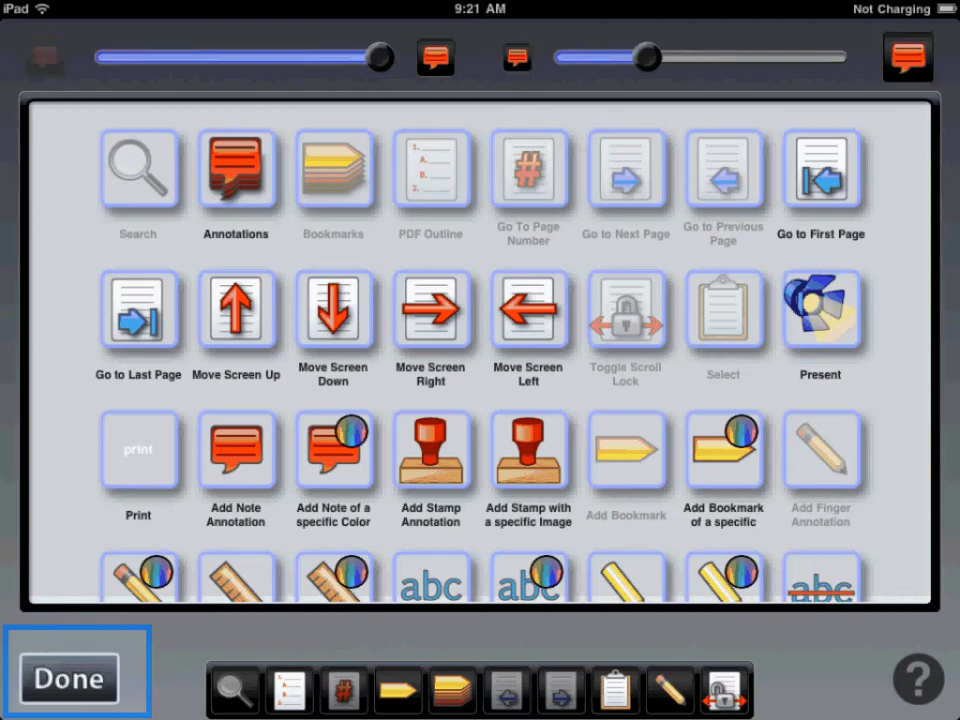 iPad 9:21 AM Not Charging
1.
A.
B.
2.
#
Search Annotations Bookmarks PDF Outline Go To Page Number Go to Next Page Go to Previous Page Go to First Page
Go to Last Page Move Screen Up Move Screen Down Move Screen Right Move Screen Left Toggle Scroll Lock Select Present
print
Print Add Note Annotation Add Note of a specific Color Add Stamp Annotation Add Stamp with a specific Image Add Bookmark Add Bookmark of a specific Add Finger Annotation
abc abc abc
Done
#
?